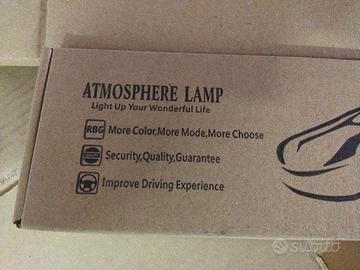 ATMOSPHERE LAMP
Light Up Your Wonderful Life
RBG More Color,More Mode,More Choose
Security,Quality,Guarantee
Improve Driving Experience
subito